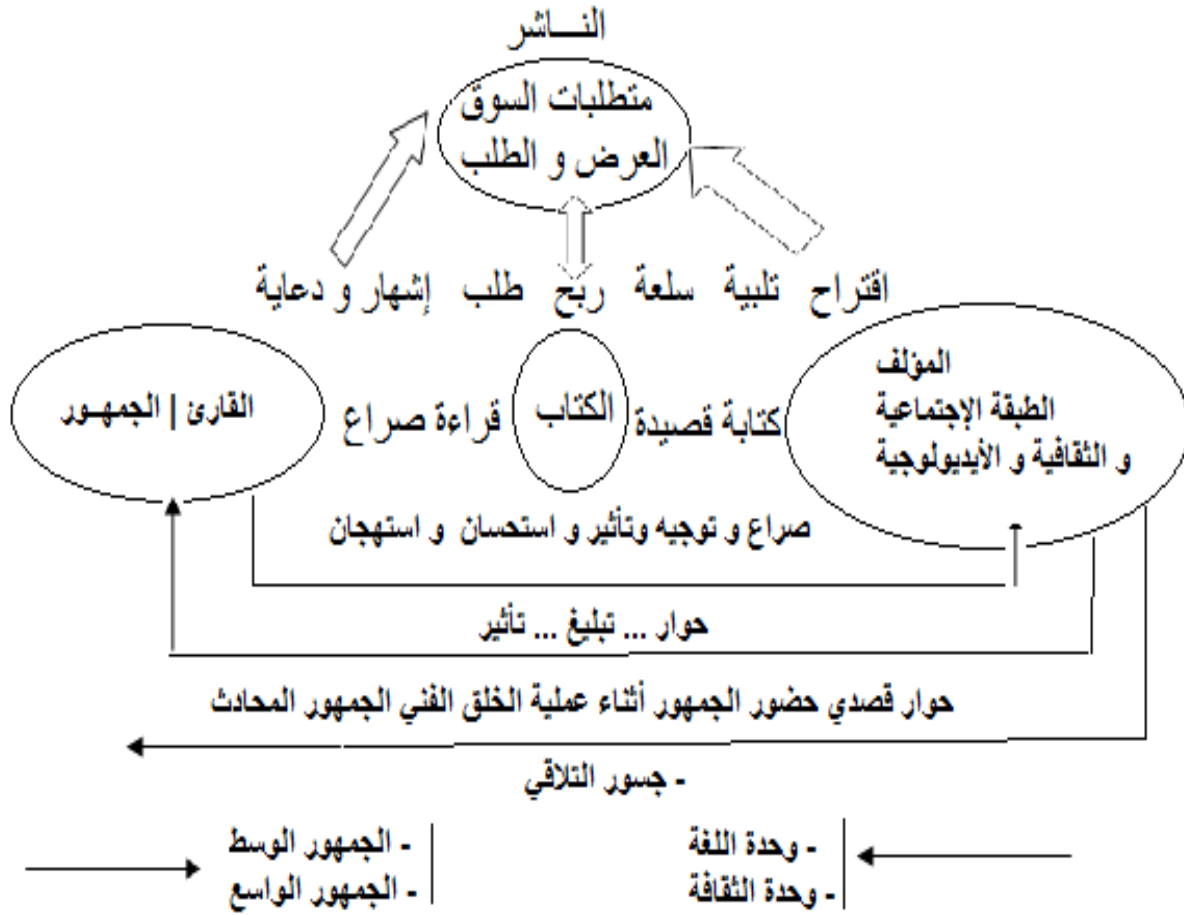 النـــاشر
متطلبات السوق
العرض و الطلب
اقتراح تلبية سلعة ربح طلب إشهار و دعاية
المؤلف
الطبقة الإجتماعية
و الثقافية و الأيديولوجية
كتابة قصيدة
الكتاب
قراءة صراع
القارئ | الجمهـور
صراع و توجيه وتأثير و استحسان و استهجان
حوار ... تبليغ ... تأثير
حوار قصدي حضور الجمهور أثناء عملية الخلق الفني الجمهور المحادث
- جسور التلاقي
- وحدة اللغة
- وحدة الثقافة
- الجمهور الوسط
- الجمهور الواسع